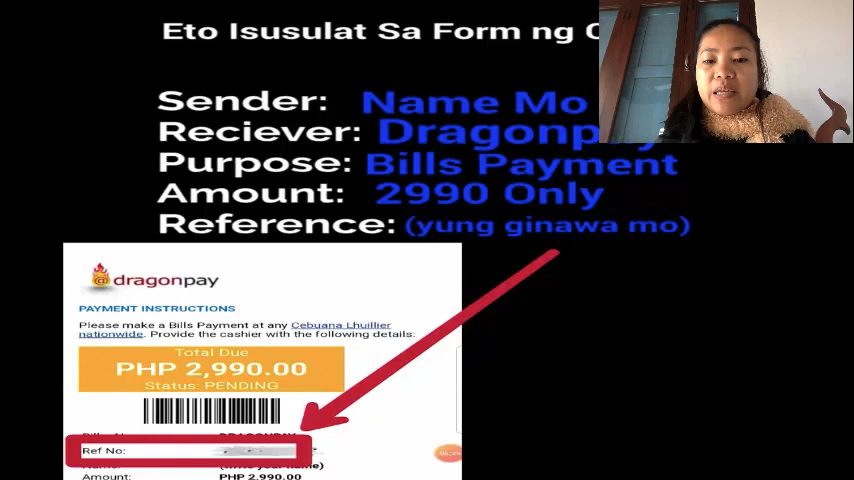 Eto Isusulat Sa Form ng
Sender: Name Mo
Reciever: Dragonpay
Purpose: Bills Payment
Amount: 2990 Only
Reference: (yung ginawa mo)
dragonpay
PAYMENT INSTRUCTIONS
Please make a Bills Payment at any Cebuana Lhuillier
nationwide. Provide the cashier with the following details:
Total Due
PHP 2,990.00
Status: PENDING
Ref No:
Amount: PHP 2,990.00